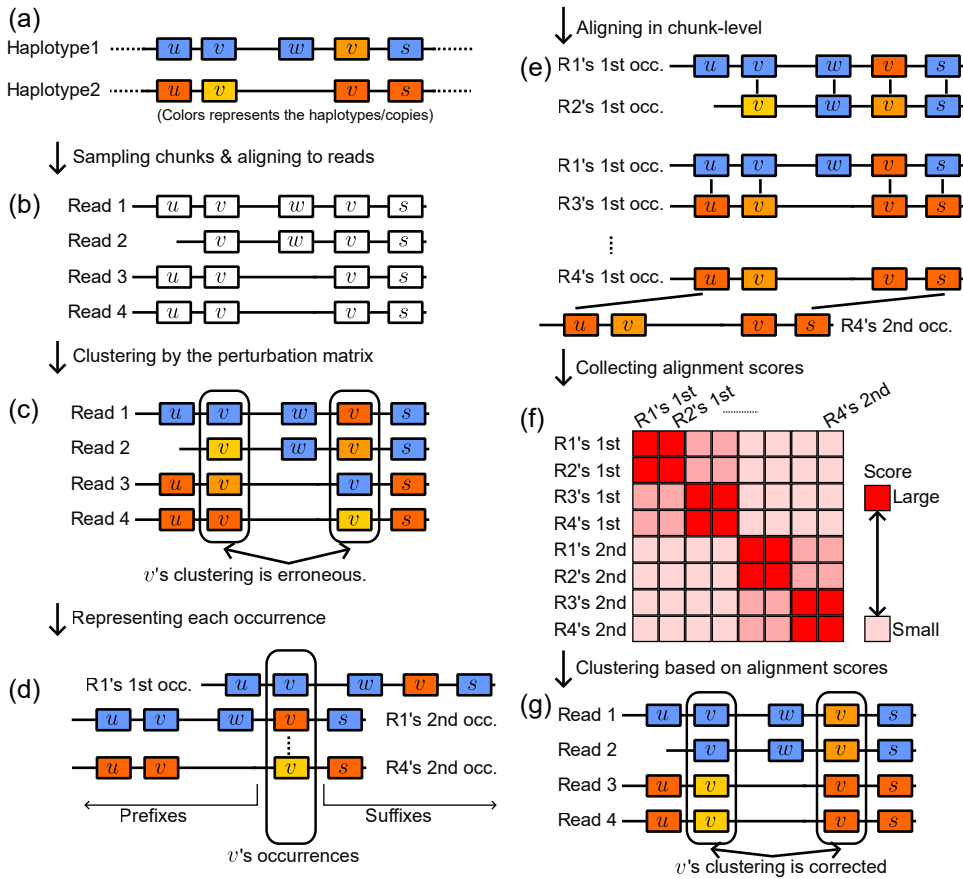 (a)
Haplotype1 u v w v s
Haplotype2 u v v s
(Colors represents the haplotypes/copies)
Sampling chunks & aligning to reads
(b)
Read 1 u v w v s
Read 2 v w v s
Read 3 u v v s
Read 4 u v v s
Clustering by the perturbation matrix
(c)
Read 1 u v w v s
Read 2 v w v s
Read 3 u v v s
Read 4 u v v s
v's clustering is erroneous.
Representing each occurrence
(d)
R1's 1st occ. u v w v s
u v w v s R1's 2nd occ.
u v v s R4's 2nd occ.
Prefixes Suffixes
v's occurrences
Aligning in chunk-level
(e)
R1's 1st occ. u v w v s
R2's 1st occ. v w v s
R1's 1st occ. u v w v s
R3's 1st occ. u v v s
R4's 1st occ. u v v s
u v v s R4's 2nd occ.
Collecting alignment scores
(f)
R1's 1st R2's 1st R4's 2nd
R1's 1st
R2's 1st
R3's 1st
R4's 1st
R1's 2nd
R2's 2nd
R3's 2nd
R4's 2nd
Score
Large
Small
Clustering based on alignment scores
(g)
Read 1 u v w v s
Read 2 v w v s
Read 3 u v v s
Read 4 u v v s
v's clustering is corrected